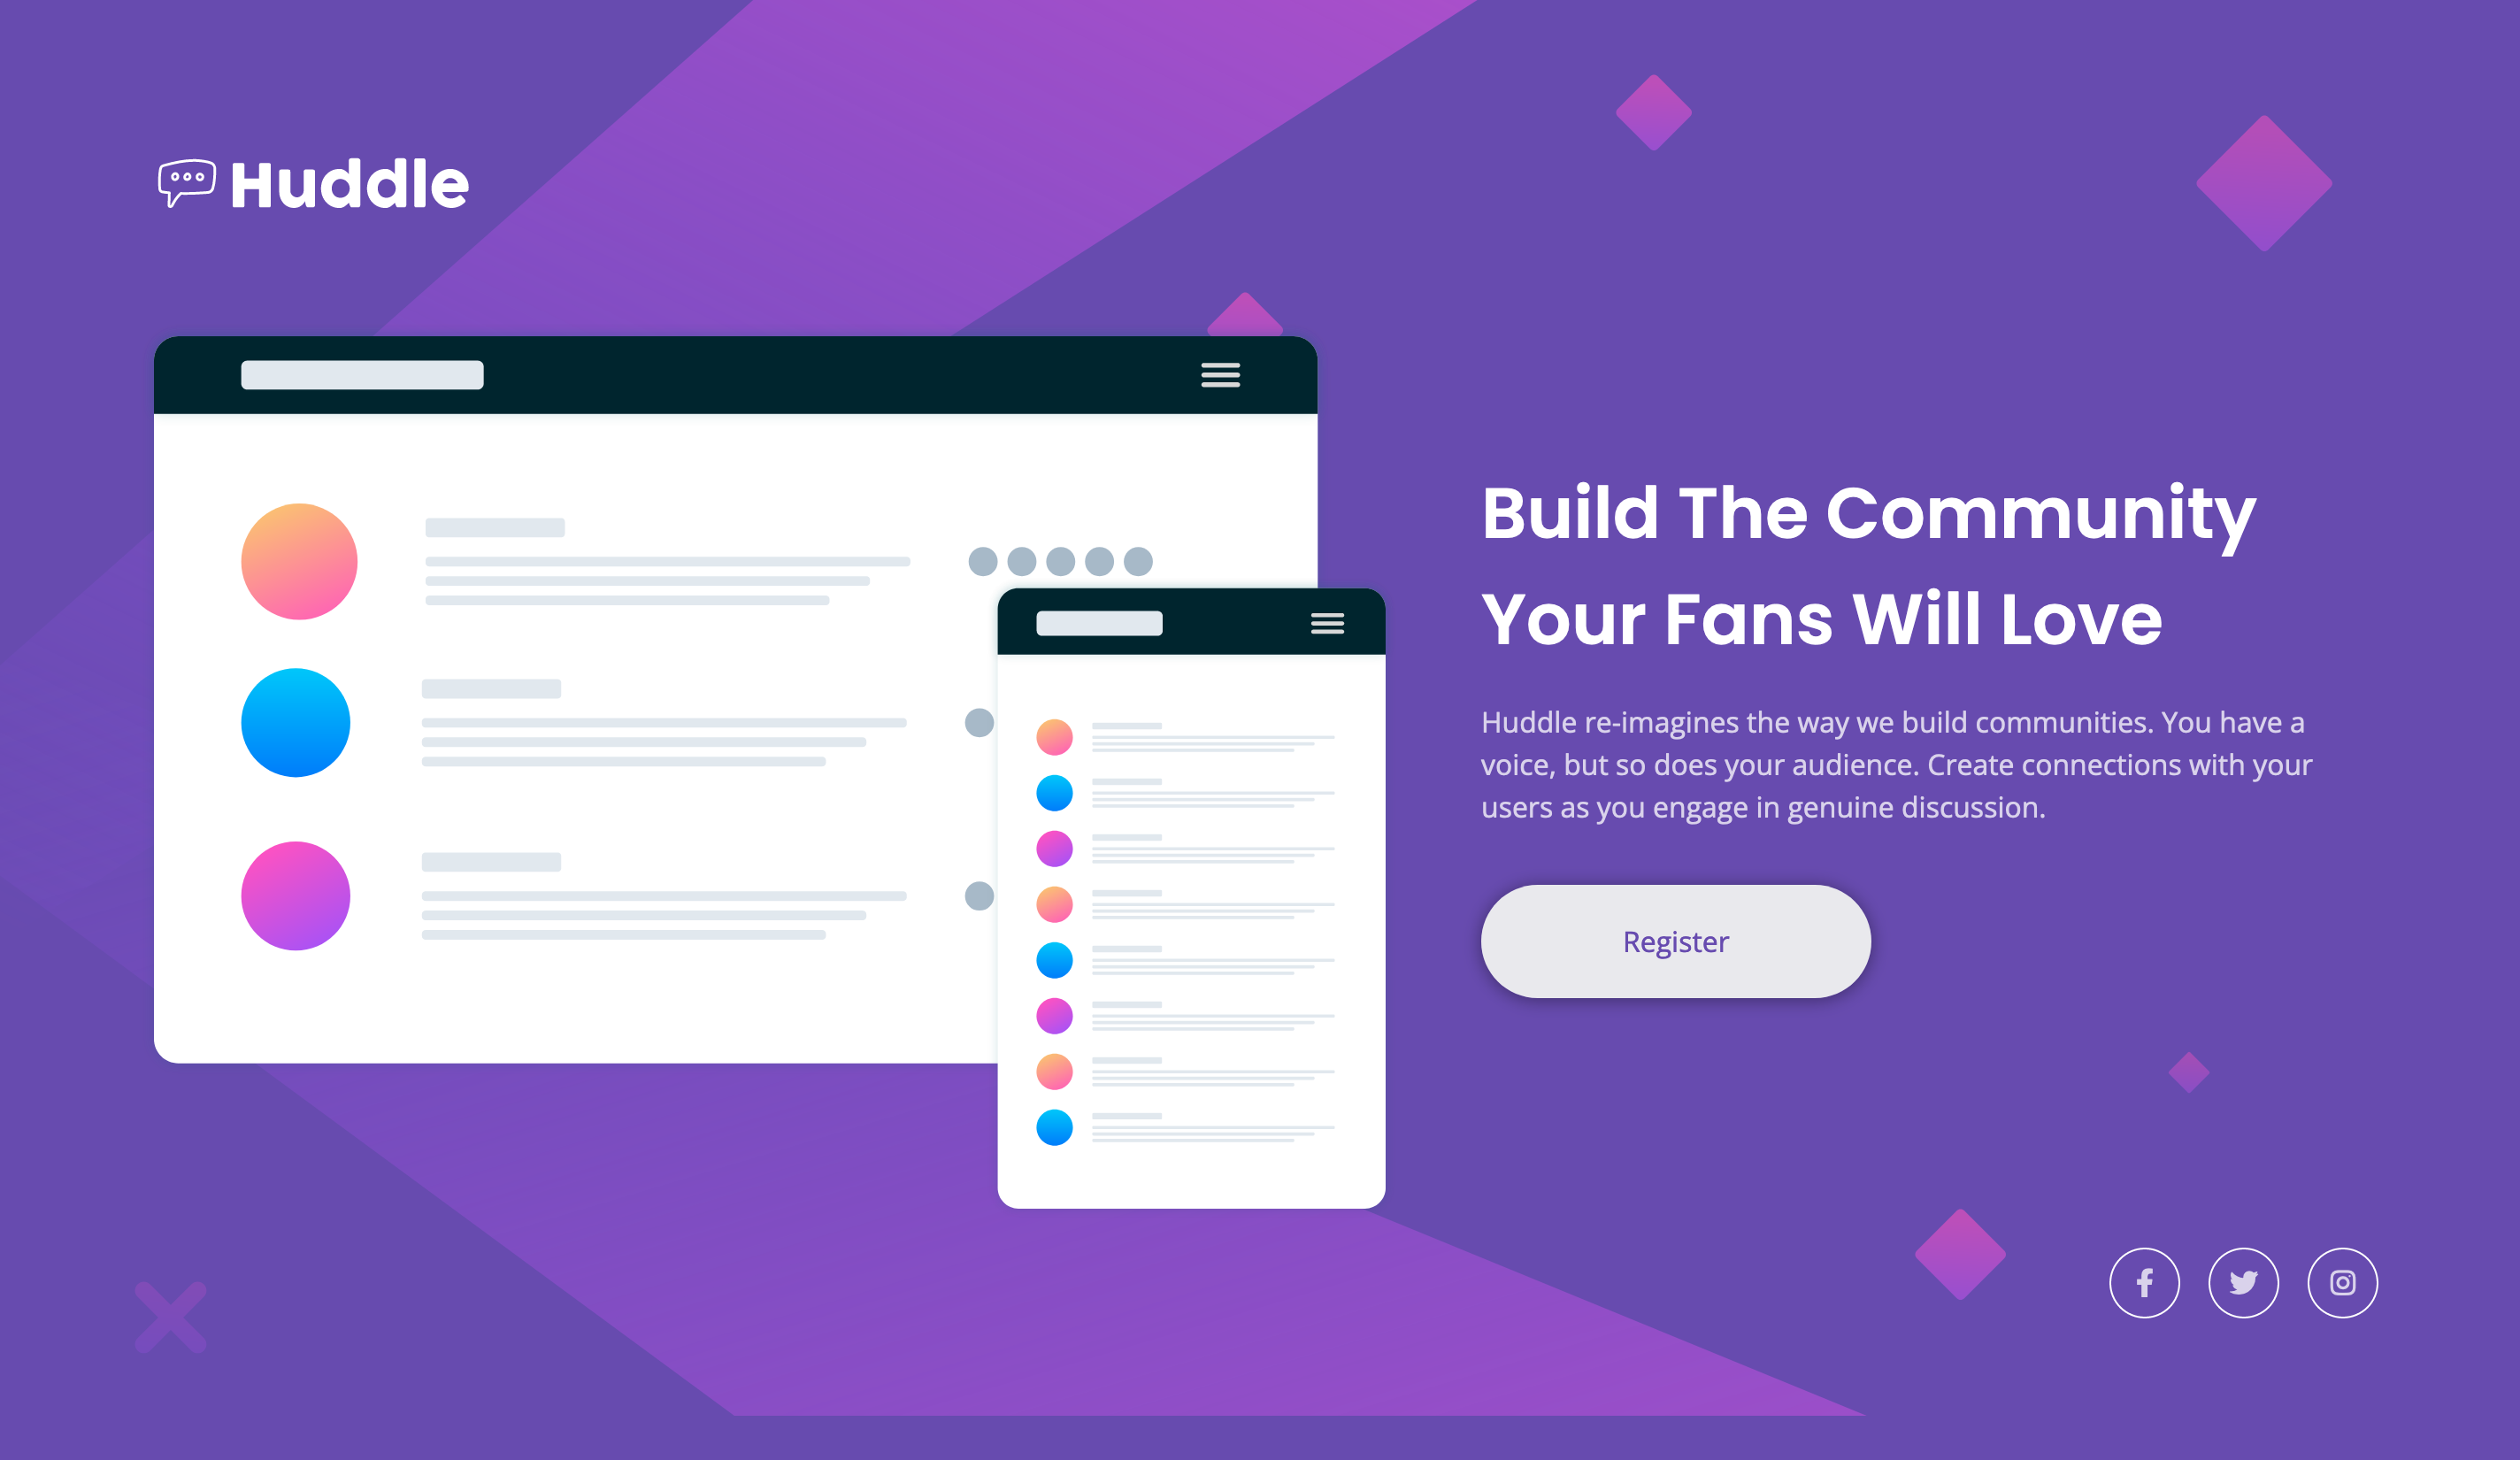 Huddle
Build The Community
Your Fans Will Love
Huddle re-imagines the way we build communities. You have a
voice, but so does your audience. Create connections with your
users as you engage in genuine discussion.
Register